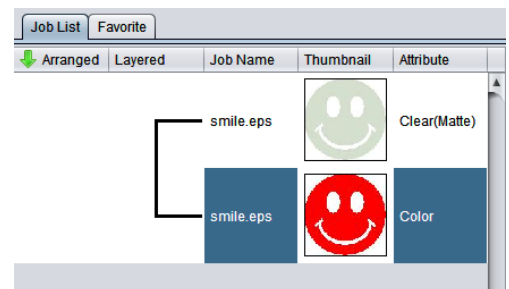 Job List Favorite
Arranged Layered Job Name Thumbnail Attribute
smile.eps Clear(Matte)
smile.eps Color